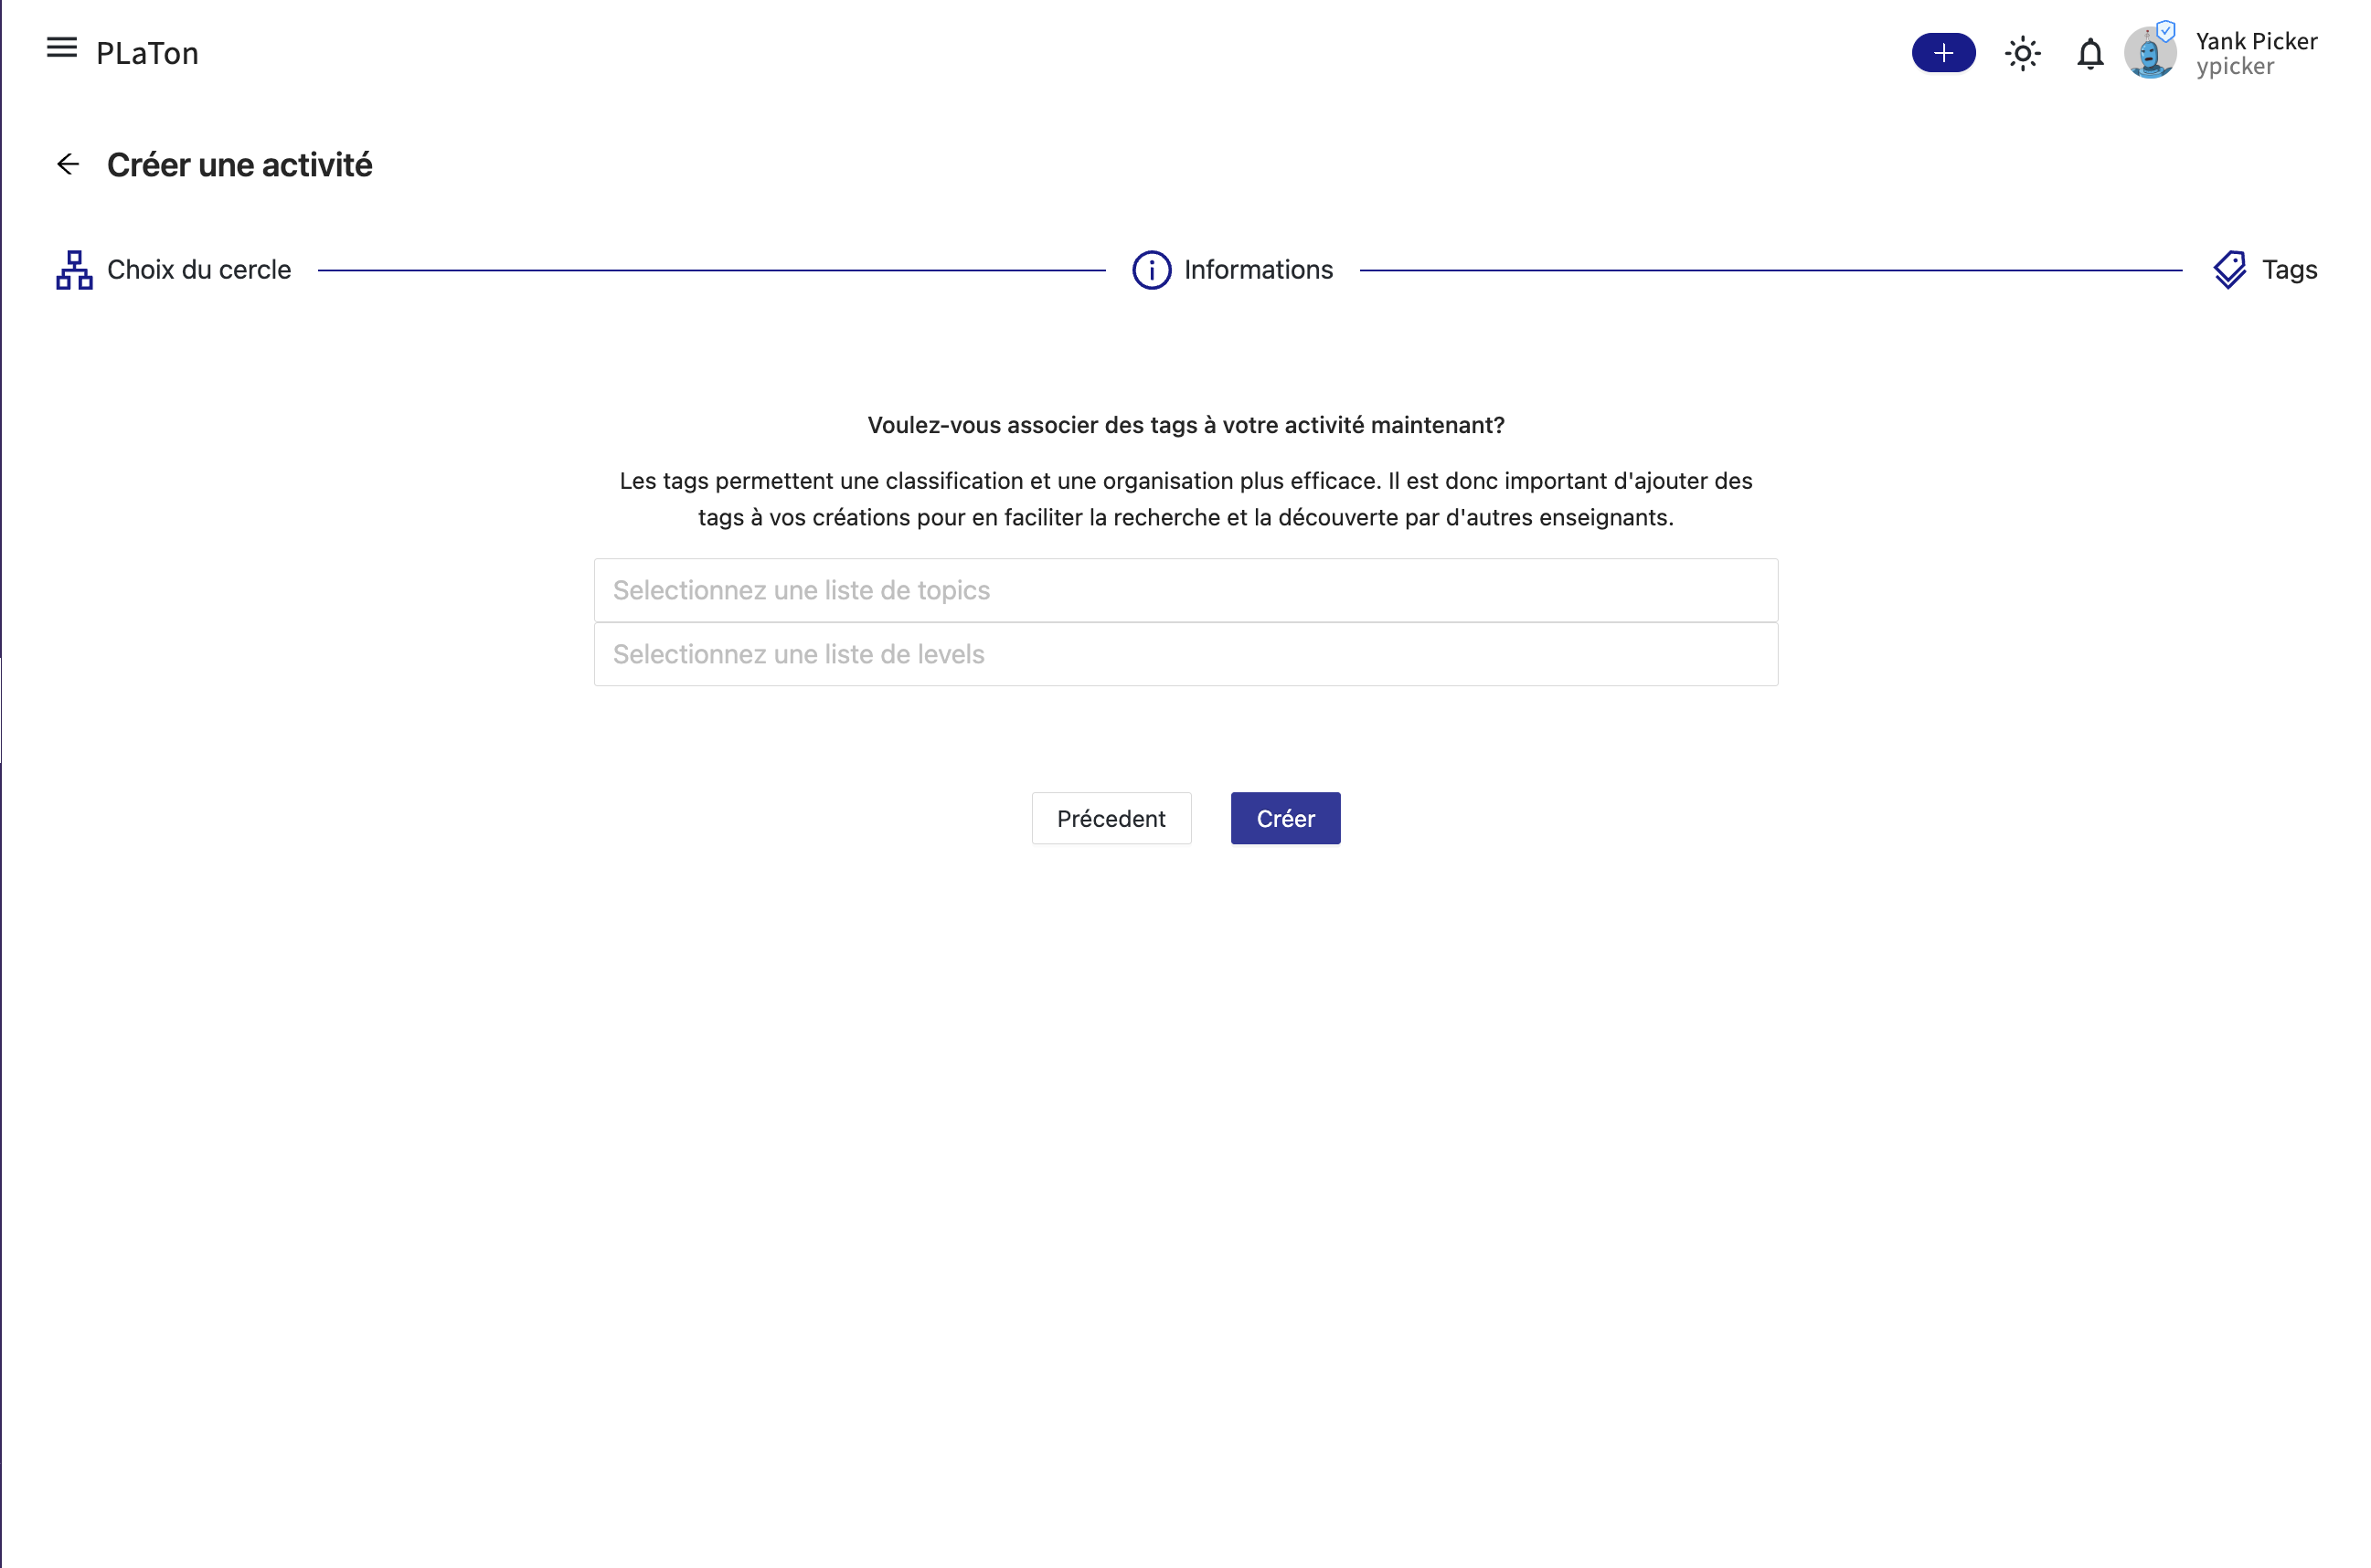 PLaTon
Yank Picker
ypicker
Créer une activité
Choix du cercle
Informations
Tags
Voulez-vous associer des tags à votre activité maintenant?
Les tags permettent une classification et une organisation plus efficace. Il est donc important d'ajouter des
tags à vos créations pour en faciliter la recherche et la découverte par d'autres enseignants.
Selectionnez une liste de topics
Selectionnez une liste de levels
Précedent
Créer